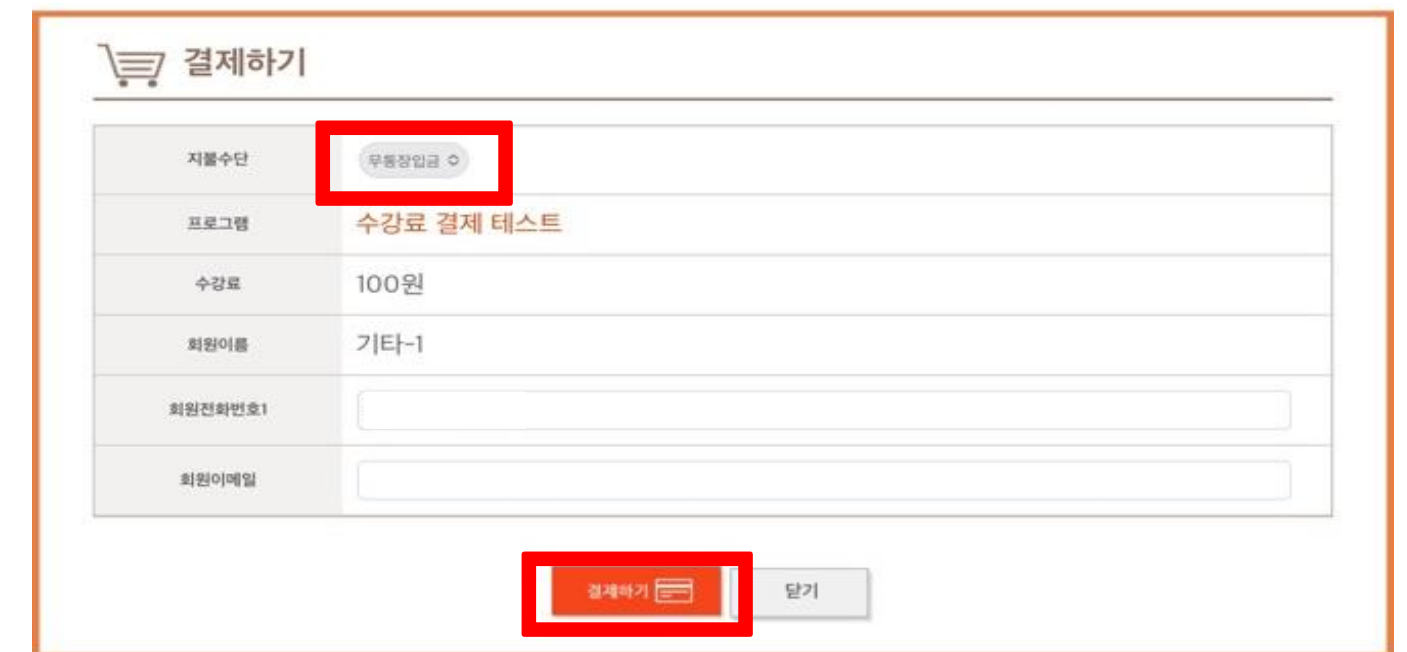 결제하기
지불수단
무통장입금
프로그램
수강료 결제 테스트
수강료
100원
회원이름
기타-1
회원전화번호1
회원이메일
결제하기
닫기